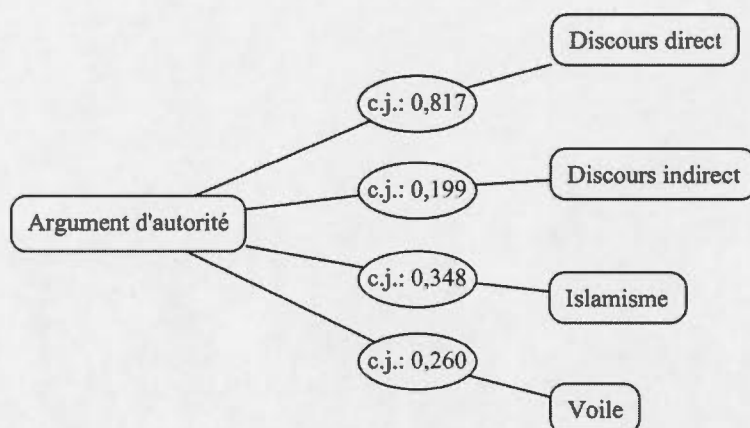 Discours direct
c.j.: 0,817
c.j.: 0,199
Discours indirect
Argument d'autorité
c.j.: 0,348
Islamisme
c.j.: 0,260
Voile